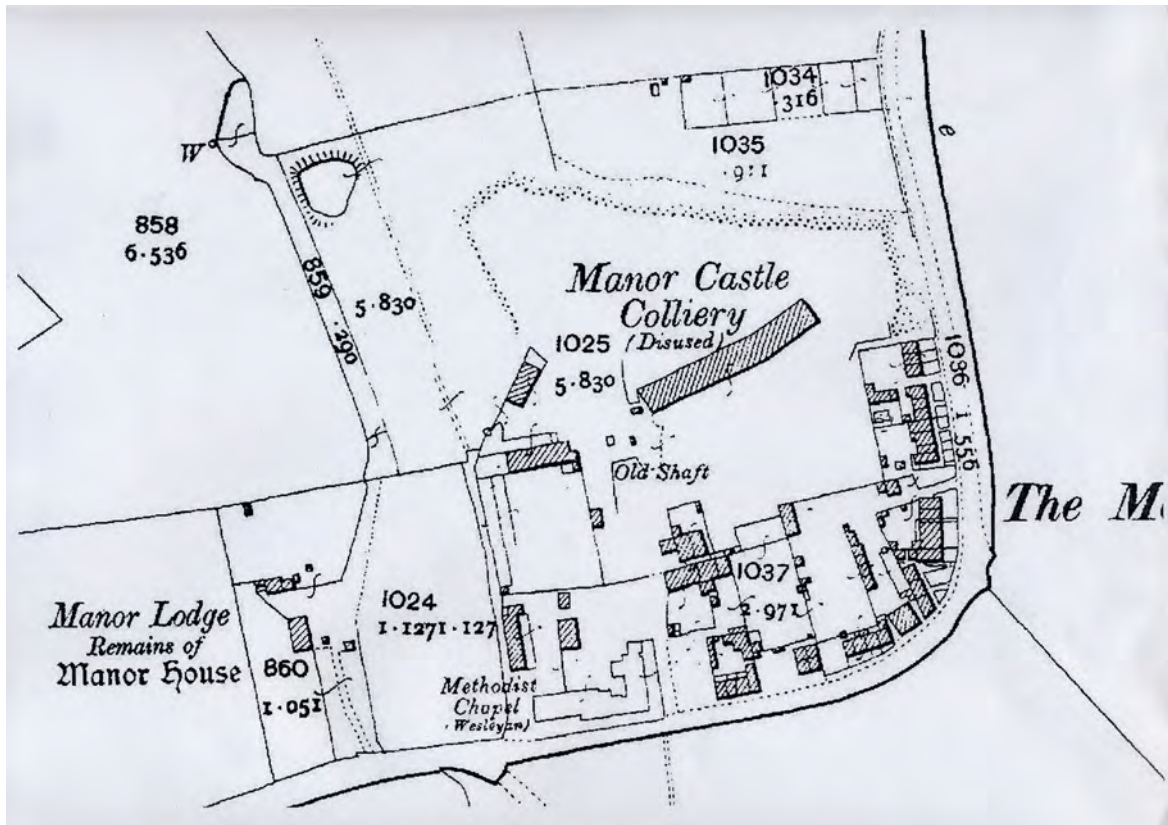 1034
.316
e
1035
W
858
6.536
859 .290
5.830
Manor Castle
Colliery
(Disused)
1025
5.830
1036 1 556
Old Shaft
The M
1037
2.971
1024
1.1271.127
Manor Lodge
Remains of
Manor House
860
1.051
Methodist
Chapel
(Wesleyan)